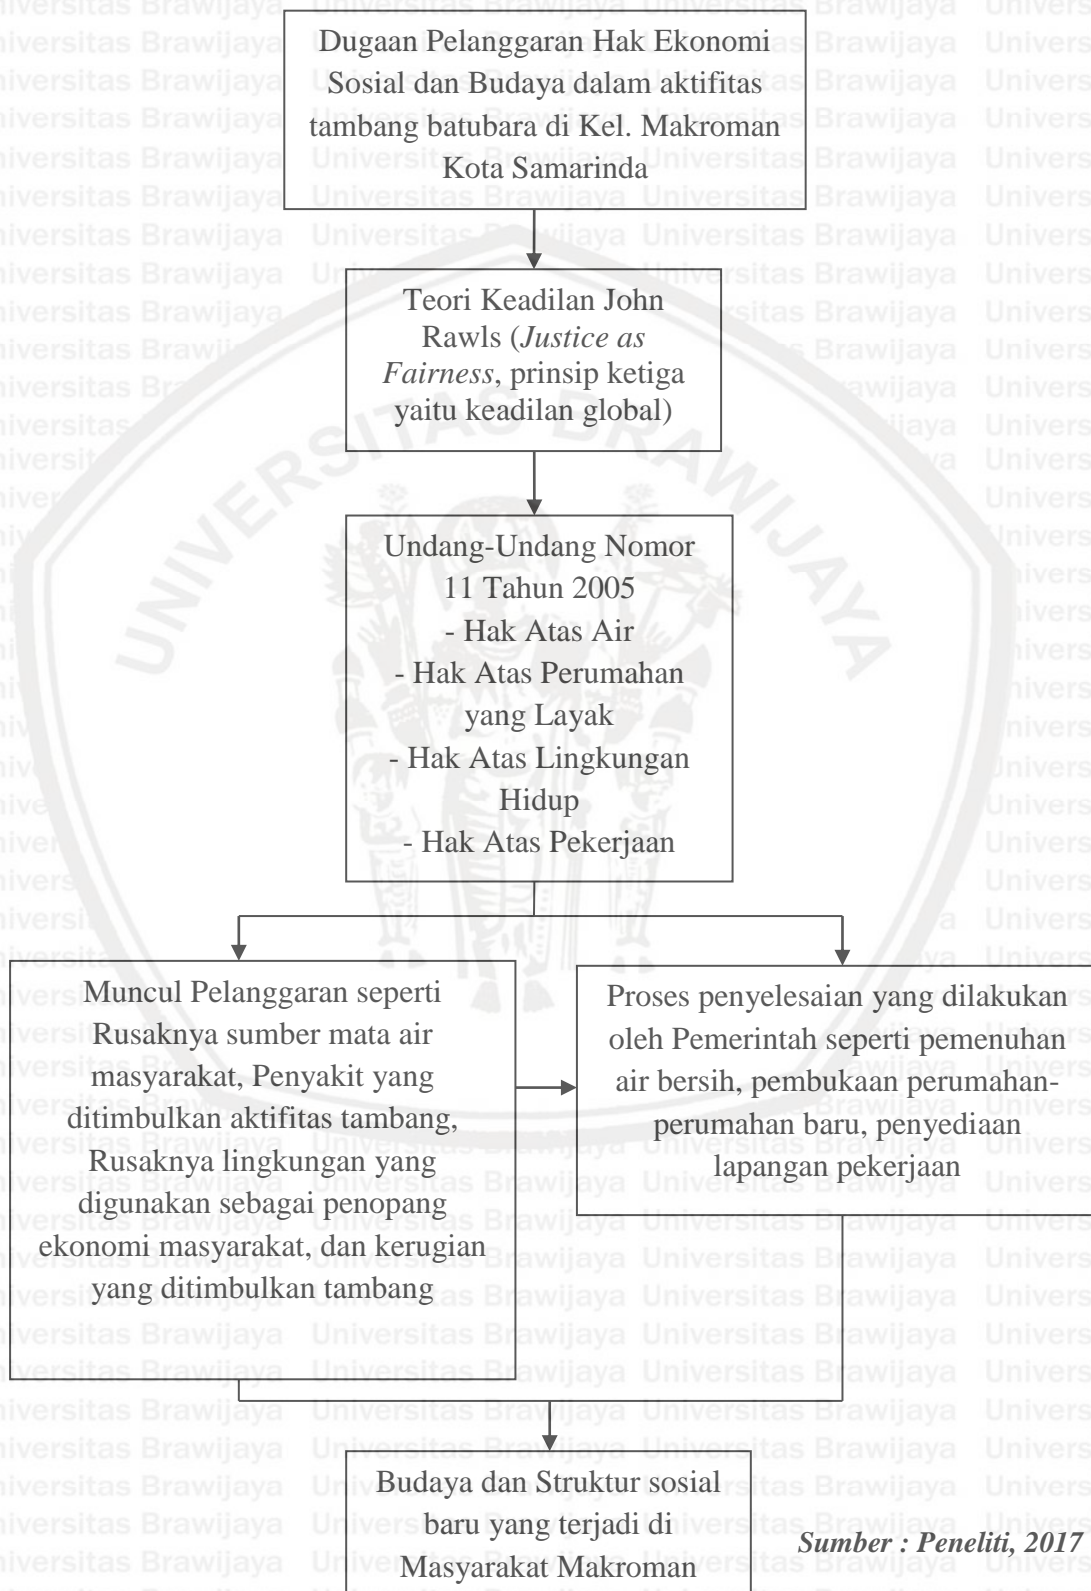 Dugaan Pelanggaran Hak Ekonomi
Sosial dan Budaya dalam aktifitas
tambang batubara di Kel. Makroman
Kota Samarinda
Teori Keadilan John
Rawls (Justice as
Fairness, prinsip ketiga
yaitu keadilan global)
UNIVERSITAS BRAWIJAYA
Undang-Undang Nomor
11 Tahun 2005
- Hak Atas Air
- Hak Atas Perumahan
yang Layak
- Hak Atas Lingkungan
Hidup
- Hak Atas Pekerjaan
Muncul Pelanggaran seperti
Rusaknya sumber mata air
masyarakat, Penyakit yang
ditimbulkan aktifitas tambang,
Rusaknya lingkungan yang
digunakan sebagai penopang
ekonomi masyarakat, dan kerugian
yang ditimbulkan tambang
Proses penyelesaian yang dilakukan
oleh Pemerintah seperti pemenuhan
air bersih, pembukaan perumahan-
perumahan baru, penyediaan
lapangan pekerjaan
Budaya dan Struktur sosial
baru yang terjadi di
Masyarakat Makroman
Sumber : Peneliti, 2017